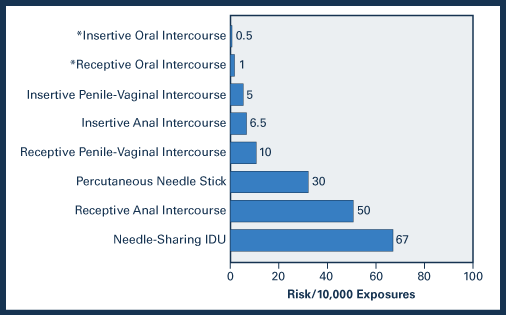 *Insertive Oral Intercourse 0.5
*Receptive Oral Intercourse 1
Insertive Penile-Vaginal Intercourse 5
Insertive Anal Intercourse 6.5
Receptive Penile-Vaginal Intercourse 10
Percutaneous Needle Stick 30
Receptive Anal Intercourse 50
Needle-Sharing IDU 67
0 20 40 60 80 100
Risk/10,000 Exposures